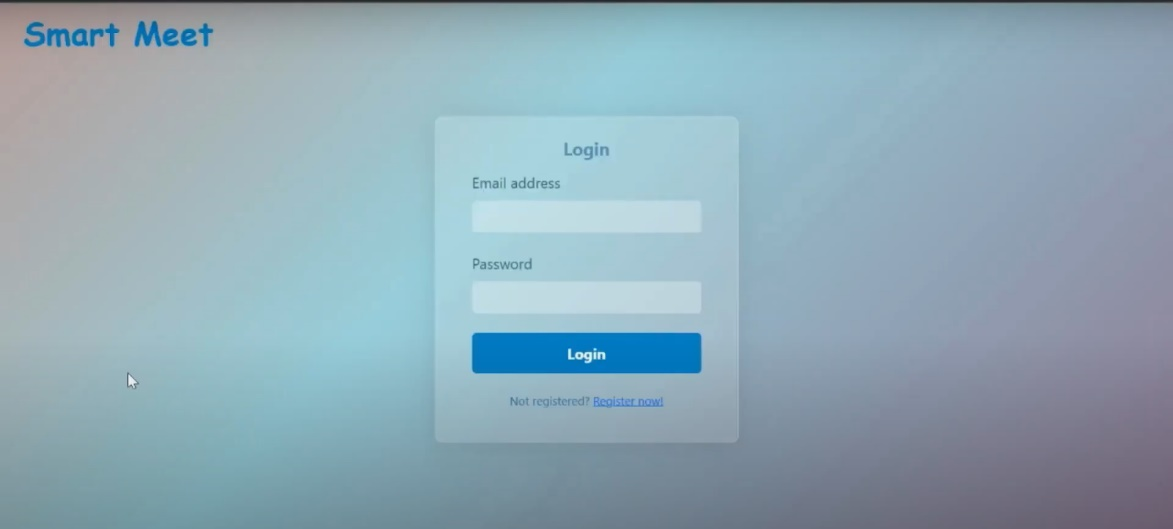 Smart Meet
Login
Email address
Password
Login
Not registered? Register now!